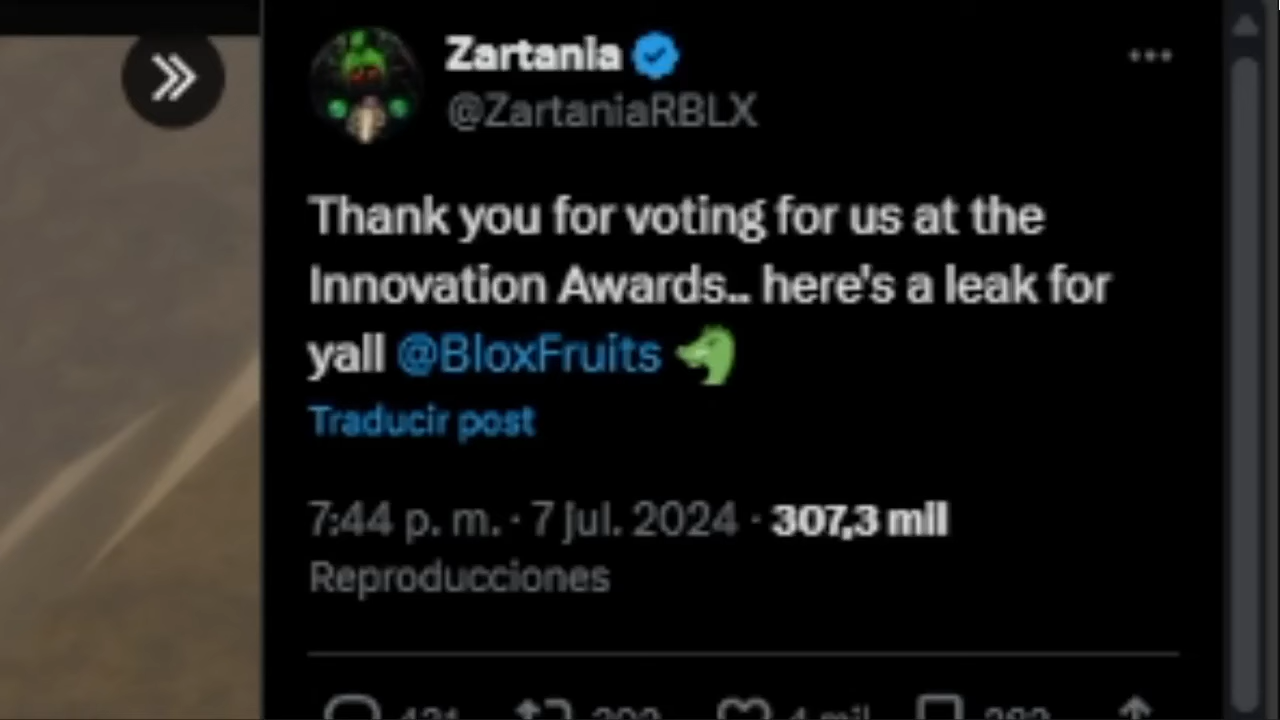 Zartania
@ZartaniaRBLX
Thank you for voting for us at the
Innovation Awards.. here's a leak for
yall @BloxFruits
Traducir post
7:44 p. m. · 7 jul. 2024 · 307,3 mil
Reproducciones